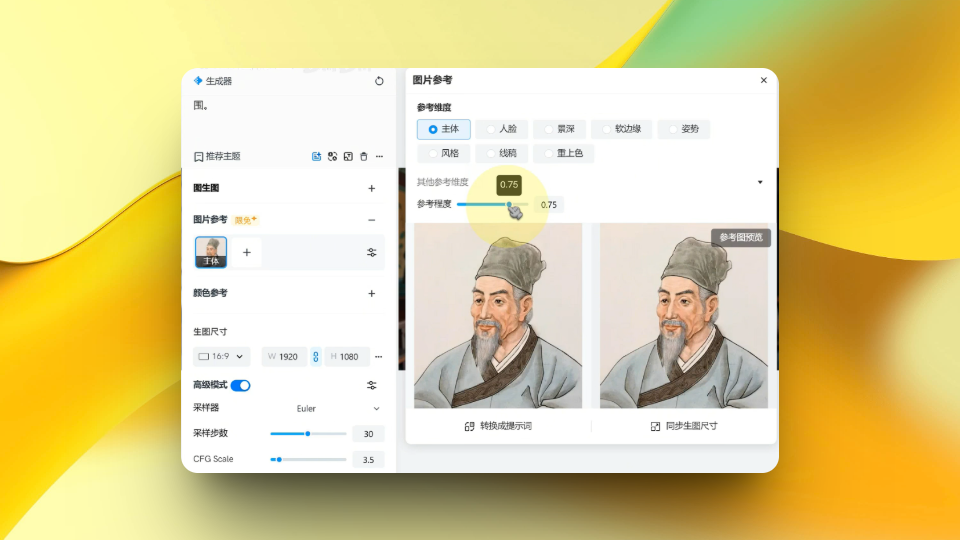 生成器
围。
推荐主题
图生图
图片参考 限免
主体
颜色参考
生图尺寸
16:9 W 1920 H 1080
高级模式
采样器 Euler
采样步数 30
CFG Scale 3.5
图片参考
参考维度
主体 人脸 景深 软边缘 姿势
风格 线稿 重上色
其他参考维度
0.75
参考程度 0.75
参考图预览
转换成提示词 同步生图尺寸